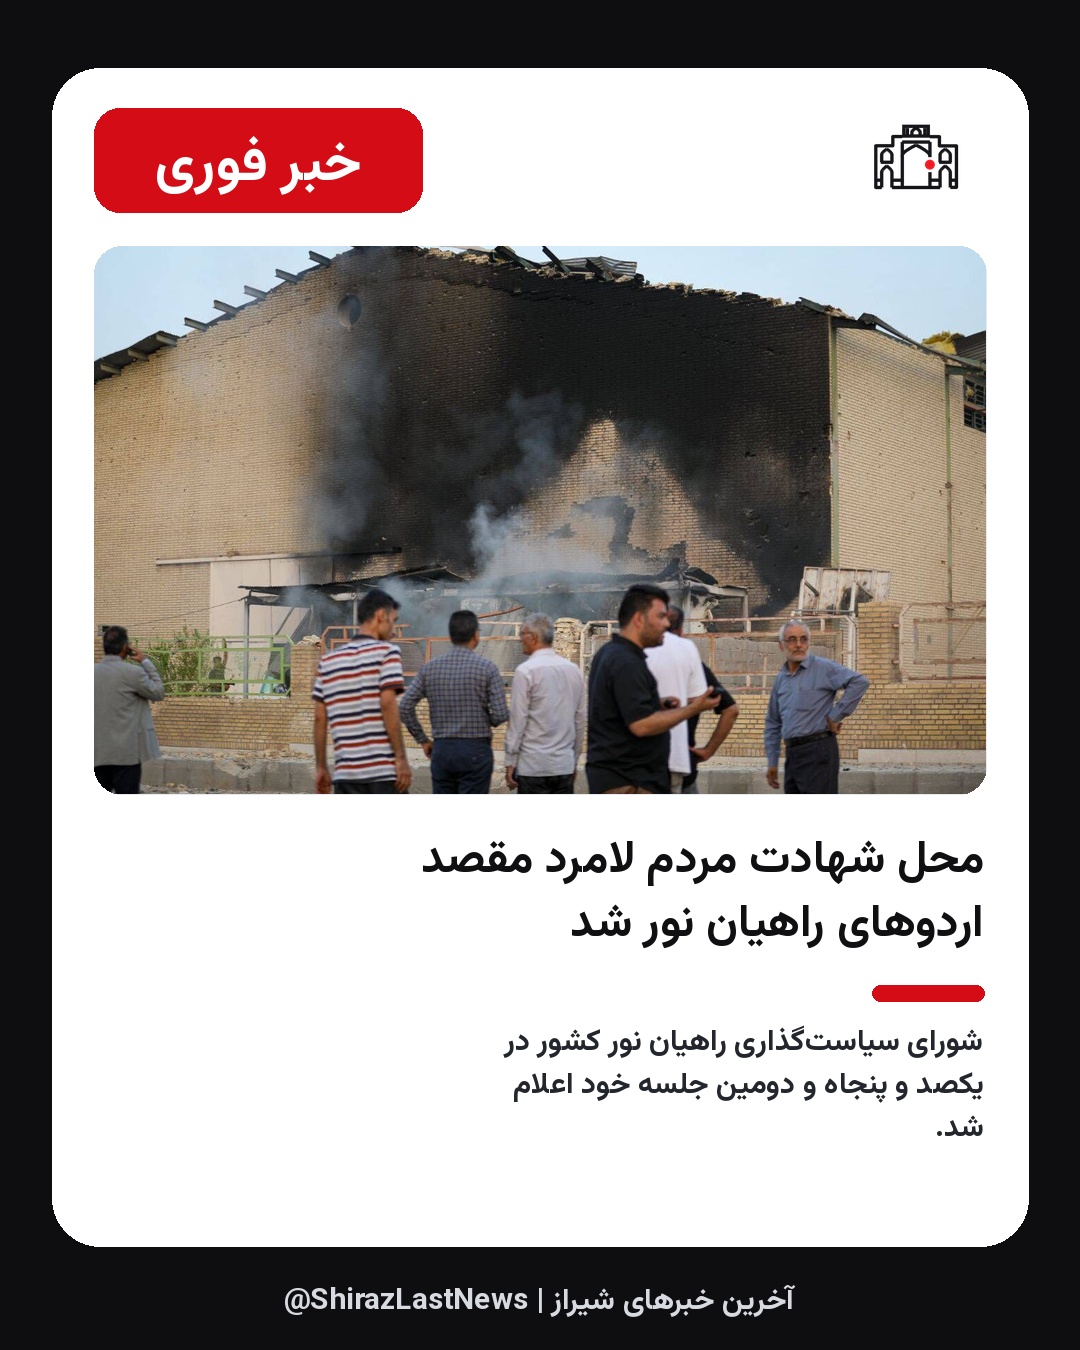 خبر فوری
محل شهادت مردم لامرد مقصد
اردوهای راهیان نور شد
شورای سیاست‌گذاری راهیان نور کشور در
یکصد و پنجاه و دومین جلسه خود اعلام
شد.
آخرین خبرهای شیراز | @ShirazLastNews